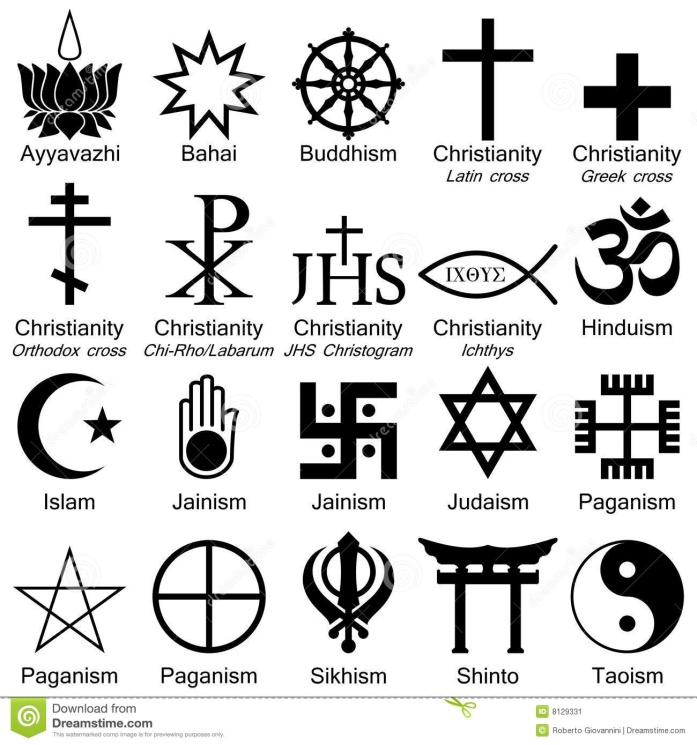 Ayyavazhi Bahai Buddhism Christianity Christianity
Latin cross Greek cross
JHS
ΙΧΘΥΣ
Christianity Christianity Christianity Christianity Hinduism
Orthodox cross Chi-Rho/Labarum JHS Christogram Ichthys
Islam Jainism Jainism Judaism Paganism
Paganism Paganism Sikhism Shinto Taoism
Download from
Dreamstime.com
This watermarked comp image is for previewing purposes only.
8129331
Roberto Giovannini | Dreamstime.com